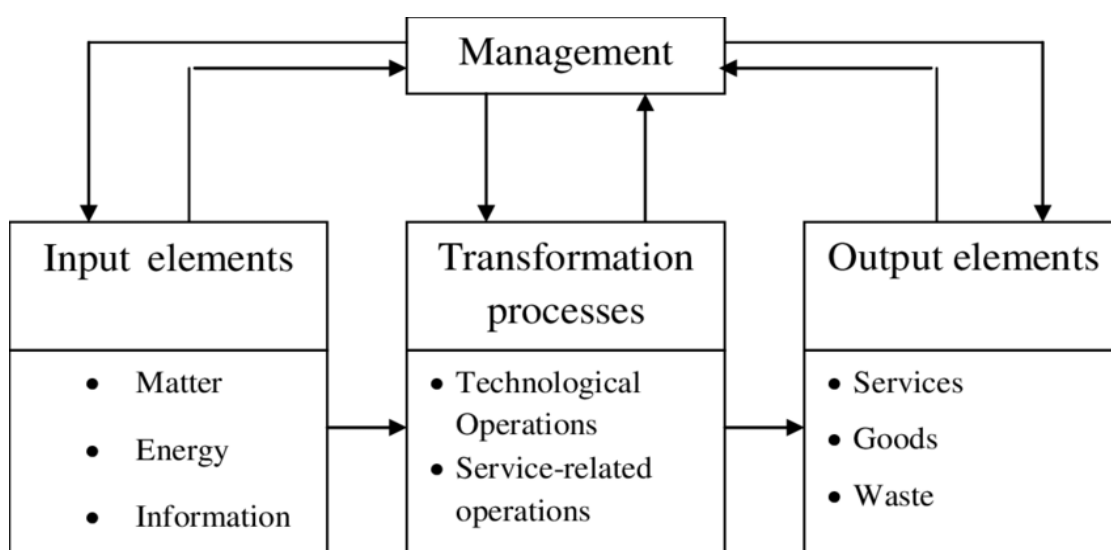 Management
Input elements
Transformation
processes
Output elements
• Matter
• Energy
• Information
• Technological
Operations
• Service-related
operations
• Services
• Goods
• Waste